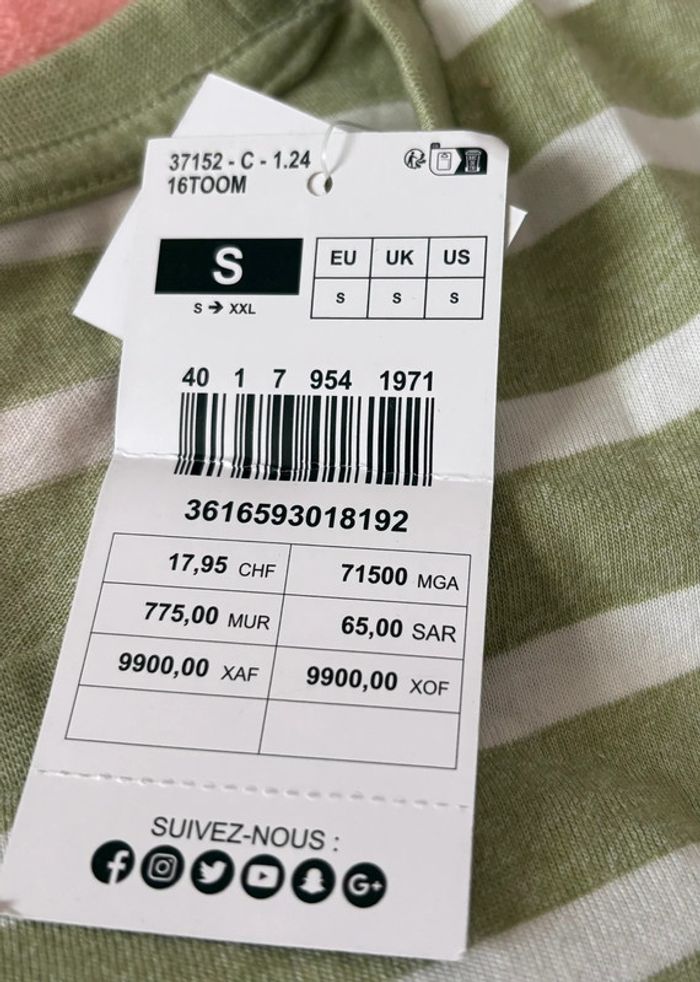 37152 - C - 1.24
16TOOM
S
S → XXL
EU UK US
S S S
40 1 7 954 1971
3616593018192
17,95 CHF 71500 MGA
775,00 MUR 65,00 SAR
9900,00 XAF 9900,00 XOF
SUIVEZ-NOUS :